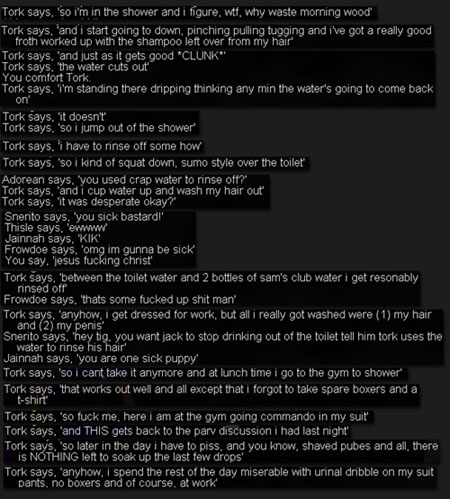 Tork says, 'so i'm in the shower and i figure, wtf, why waste morning wood'
Tork says, 'and i start going down, pinching pulling tugging and i've got a really good
froth worked up with the shampoo left over from my hair'
Tork says, 'and just as it gets good *CLUNK*'
Tork says, 'the water cuts out'
You comfort Tork.
Tork says, 'i'm standing there dripping thinking any min the water's going to come back
on'
Tork says, 'it doesn't'
Tork says, 'so i jump out of the shower'
Tork says, 'i have to rinse off some how'
Tork says, 'so i kind of squat down, sumo style over the toilet'
Adorean says, 'you used crap water to rinse off?'
Tork says, 'and i cup water up and wash my hair out'
Tork says, 'it was desperate okay?'
Snerito says, 'you sick bastard!'
Thisle says, 'ewwww'
Jainnah says, 'KIK'
Frowdoe says, 'omg im gunna be sick'
You say, 'jesus fucking christ'
Tork says, 'between the toilet water and 2 bottles of sam's club water i get resonably
rinsed off'
Frowdoe says, 'thats some fucked up shit man'
Tork says, 'anyhow, i get dressed for work, but all i really got washed were (1) my hair
and (2) my penis'
Snerito says, 'hey tig, you want jack to stop drinking out of the toilet tell him tork uses the
water to rinse his hair'
Jainnah says, 'you are one sick puppy'
Tork says, 'so i cant take it anymore and at lunch time i go to the gym to shower'
Tork says, 'that works out well and all except that i forgot to take spare boxers and a
t-shirt'
Tork says, 'so fuck me, here i am at the gym going commando in my suit'
Tork says, 'and THIS gets back to the parv discussion i had last night'
Tork says, 'so later in the day i have to piss, and you know, shaved pubes and all, there
is NOTHING left to soak up the last few drops'
Tork says, 'anyhow, i spend the rest of the day miserable with urinal dribble on my suit
pants, no boxers and of course, at work'